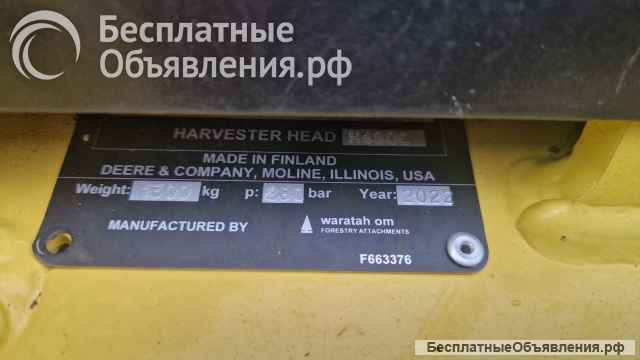 Бесплатные
Объявления.рф
HARVESTER HEAD
MADE IN FINLAND
DEERE & COMPANY, MOLINE, ILLINOIS, USA
Weight: kg p: bar Year: 2022
MANUFACTURED BY waratah om
FORESTRY ATTACHMENTS
F663376
БесплатныеОбъявления.рф